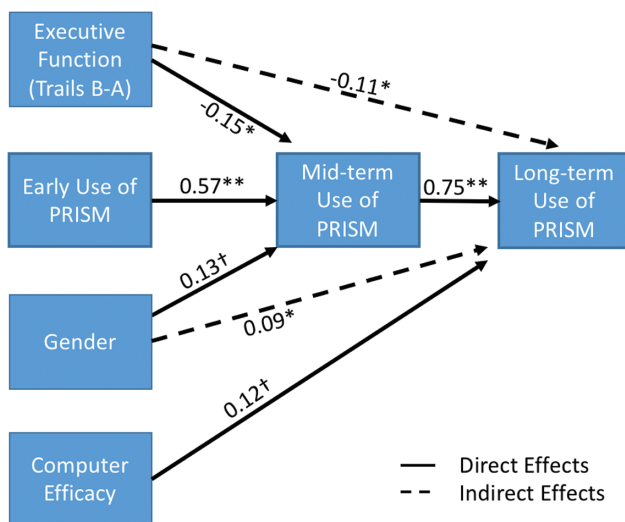 Executive
Function
(Trails B-A)
-0.11*
-0.15*
Early Use of
PRISM
0.57**
Mid-term
Use of
PRISM
0.75**
Long-term
Use of
PRISM
0.13†
Gender
0.09*
0.12†
Computer
Efficacy
Direct Effects
Indirect Effects